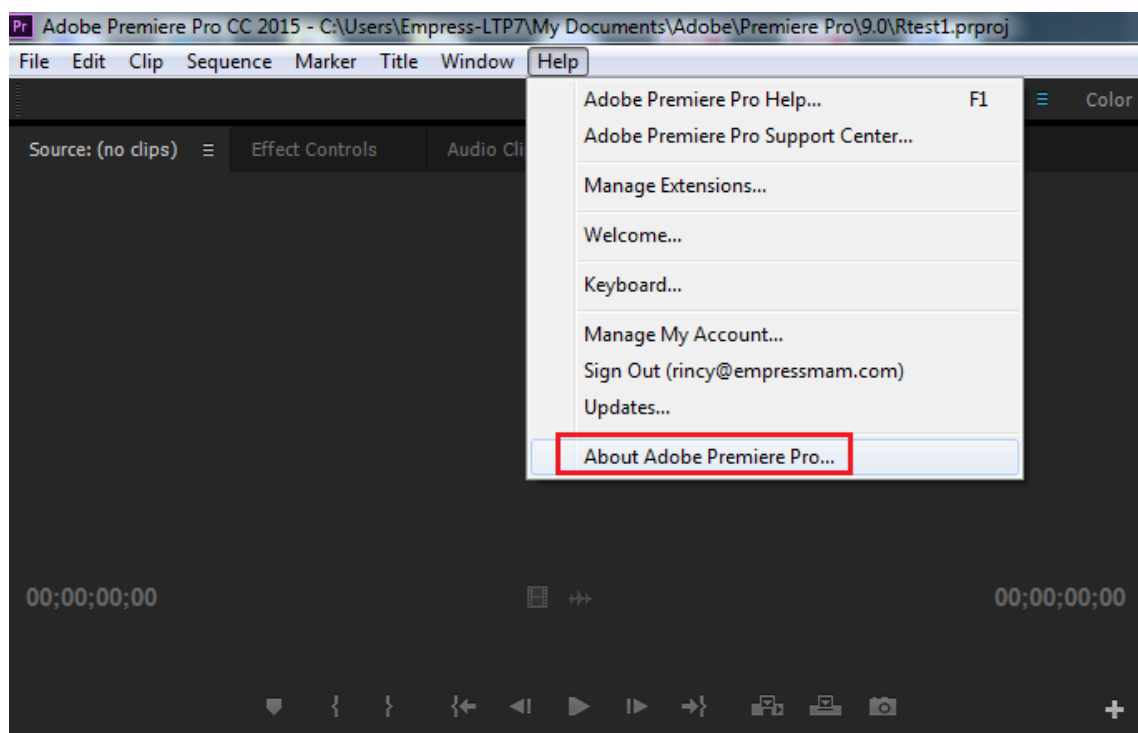 Pr Adobe Premiere Pro CC 2015 - C:\Users\Empress-LTP7\My Documents\Adobe\Premiere Pro\9.0\Rtest1.prproj
File Edit Clip Sequence Marker Title Window Help
Adobe Premiere Pro Help... F1
Color
Adobe Premiere Pro Support Center...
Source: (no clips) Effect Controls Audio Cli
Manage Extensions...
Welcome...
Keyboard...
Manage My Account...
Sign Out (rincy@empressmam.com)
Updates...
About Adobe Premiere Pro...
00;00;00;00 00;00;00;00